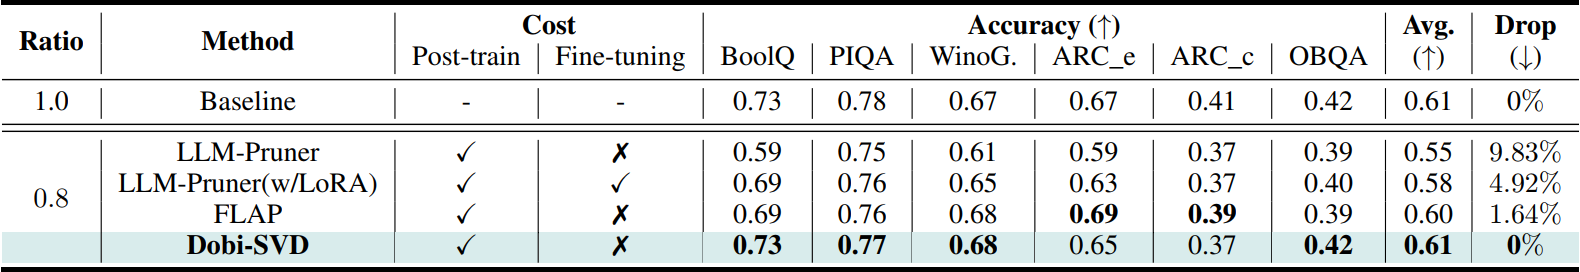 Ratio Method Cost Accuracy (↑) Avg. Drop
Post-train Fine-tuning BoolQ PIQA WinoG. ARC_e ARC_c OBQA (↑) (↓)
1.0 Baseline - - 0.73 0.78 0.67 0.67 0.41 0.42 0.61 0%
0.8 LLM-Pruner ✓ ✗ 0.59 0.75 0.61 0.59 0.37 0.39 0.55 9.83%
LLM-Pruner(w/LoRA) ✓ ✓ 0.69 0.76 0.65 0.63 0.37 0.40 0.58 4.92%
FLAP ✓ ✗ 0.69 0.76 0.68 0.69 0.39 0.39 0.60 1.64%
Dobi-SVD ✓ ✗ 0.73 0.77 0.68 0.65 0.37 0.42 0.61 0%